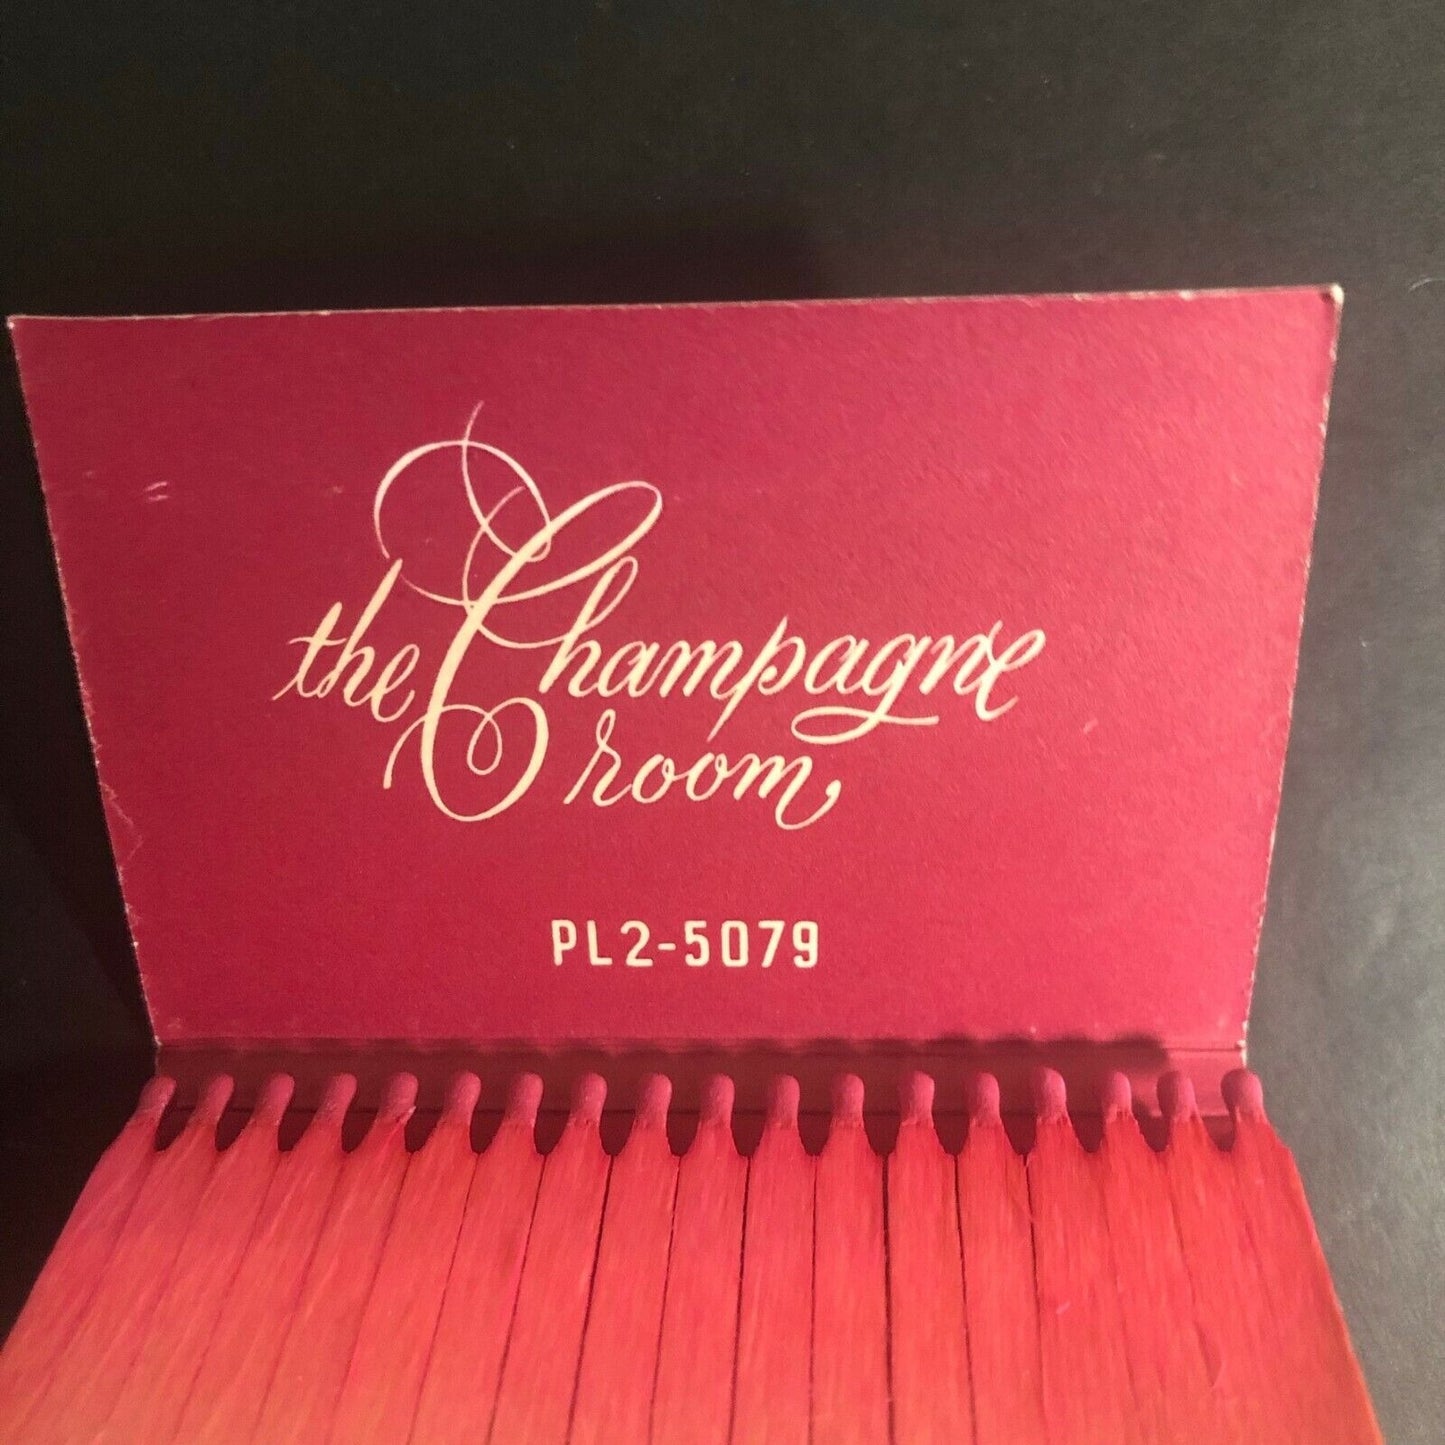 the Champagne
room
PL2-5079